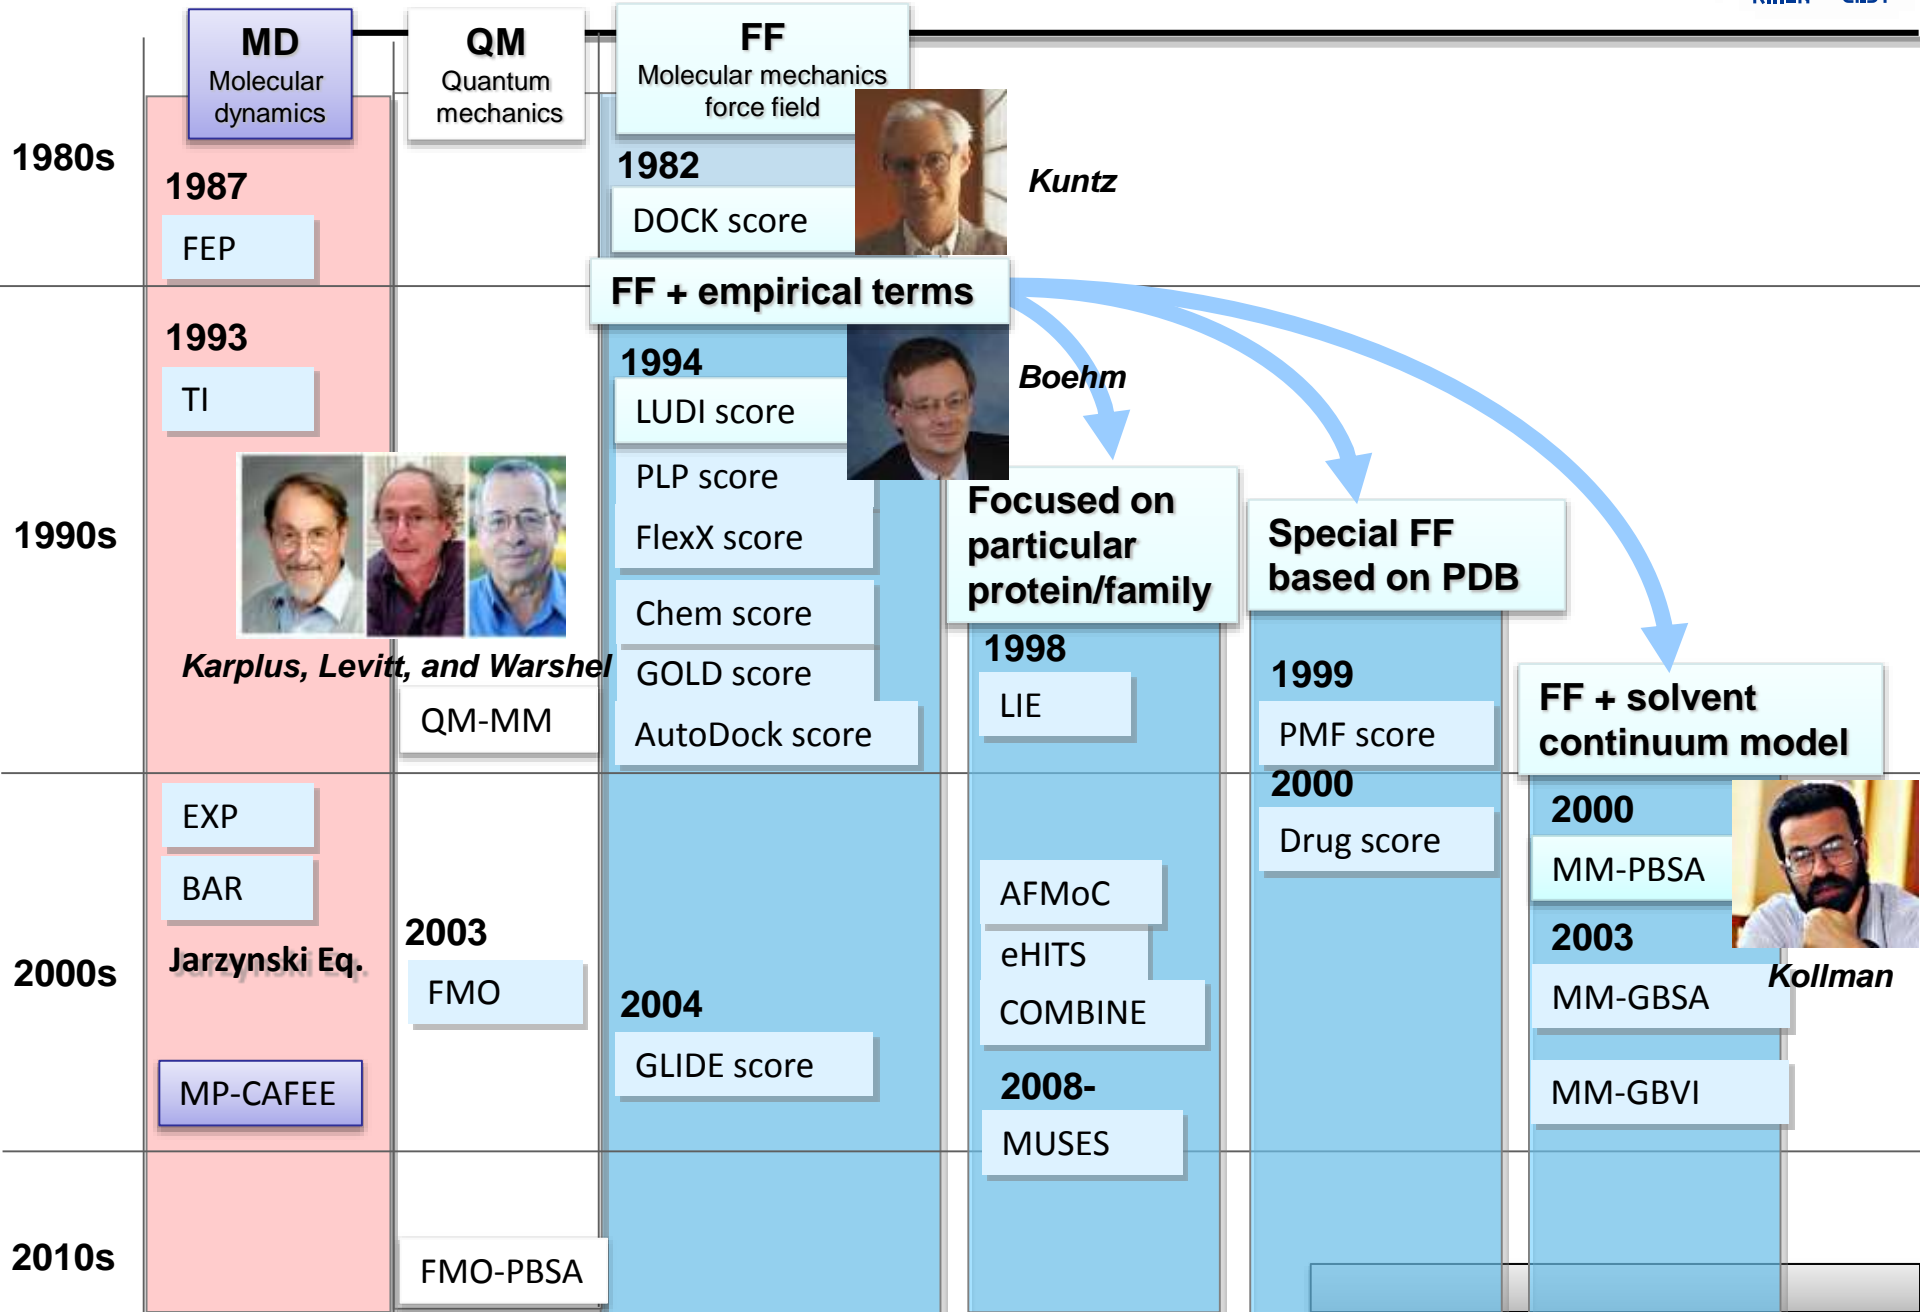 MD
Molecular
dynamics
QM
Quantum
mechanics
FF
Molecular mechanics
force field
1980s
1987
FEP
1982
DOCK score
Kuntz
FF + empirical terms
1990s
1993
TI
Karplus, Levitt, and Warshel
QM-MM
1994
LUDI score
Boehm
PLP score
FlexX score
Chem score
GOLD score
AutoDock score
Focused on
particular
protein/family
1998
LIE
Special FF
based on PDB
1999
PMF score
FF + solvent
continuum model
2000s
EXP
BAR
Jarzynski Eq.
MP-CAFEE
2003
FMO
2004
GLIDE score
AFMoC
eHITS
COMBINE
2008-
MUSES
2000
Drug score
2000
MM-PBSA
Kollman
2003
MM-GBSA
MM-GBVI
2010s
FMO-PBSA